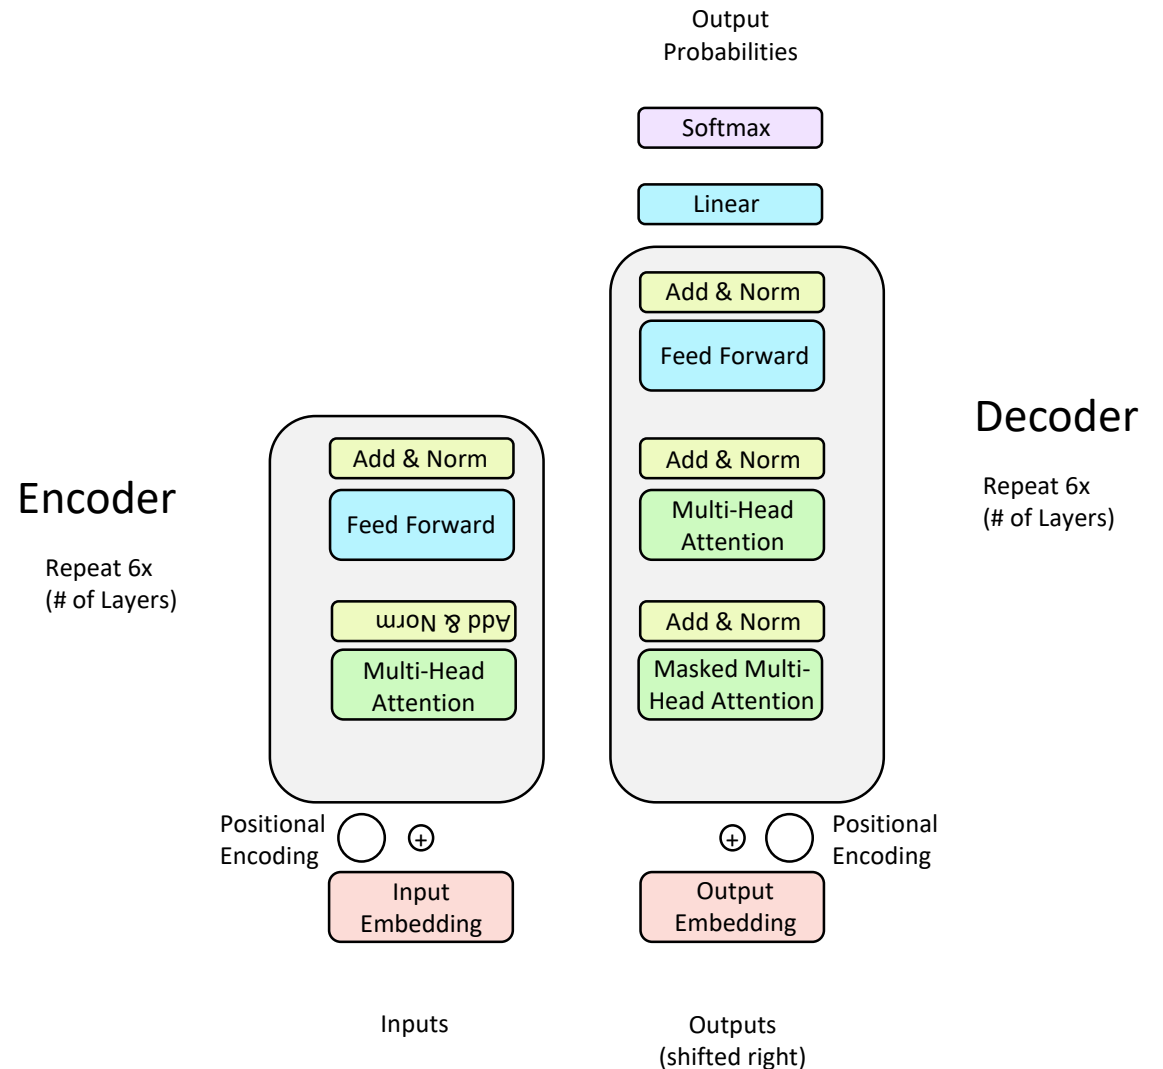 Output
Probabilities
Softmax
Linear
Add & Norm
Feed Forward
Decoder
Repeat 6x
(# of Layers)
Add & Norm
Multi-Head
Attention
Add & Norm
Masked Multi-
Head Attention
Encoder
Repeat 6x
(# of Layers)
Add & Norm
Feed Forward
Add & Norm
Multi-Head
Attention
Positional
Encoding
+
+
Positional
Encoding
Input
Embedding
Output
Embedding
Inputs
Outputs
(shifted right)